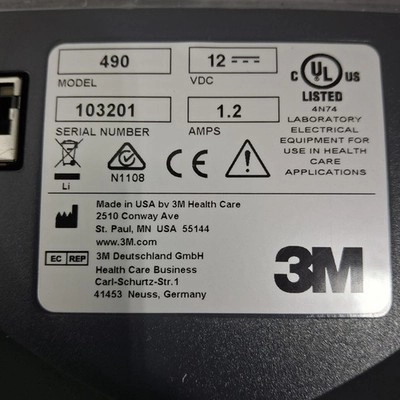 490
12
MODEL
VDC
103201
1.2
SERIAL NUMBER
AMPS
C UL US
LISTED
4N74
LABORATORY
ELECTRICAL
EQUIPMENT FOR
USE IN HEALTH
CARE
APPLICATIONS
Li
N1108
CE
Made in USA by 3M Health Care
2510 Conway Ave
St. Paul, MN USA 55144
www.3M.com
EC REP
3M Deutschland GmbH
Health Care Business
Carl-Schurtz-Str.1
41453 Neuss, Germany
3M